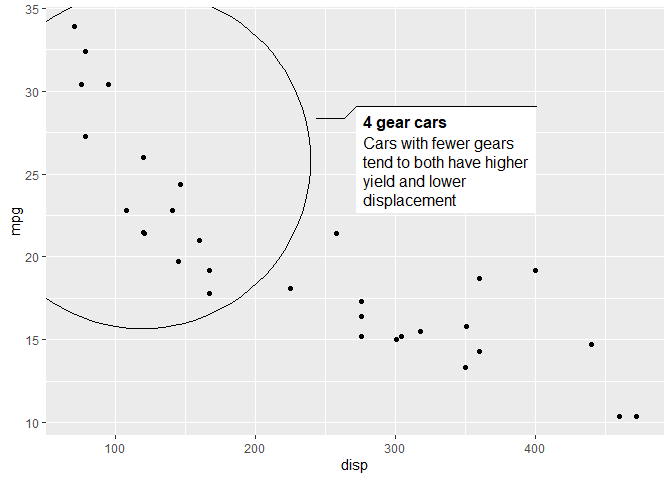 35
30
25
20
15
10
mpg
4 gear cars
Cars with fewer gears
tend to both have higher
yield and lower
displacement
100
200
300
400
disp